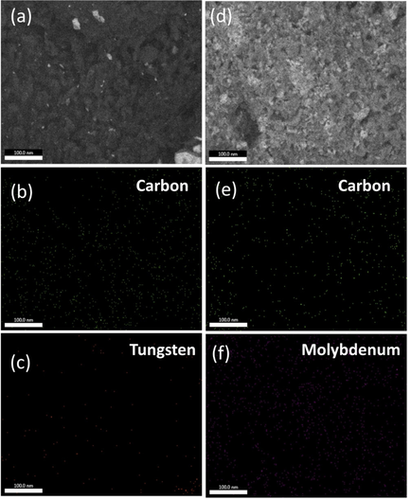 (a)
(d)
100.0 nm
100.0 nm
(b)
Carbon
(e)
Carbon
100.0 nm
100.0 nm
(c)
Tungsten
(f)
Molybdenum
100.0 nm
100.0 nm